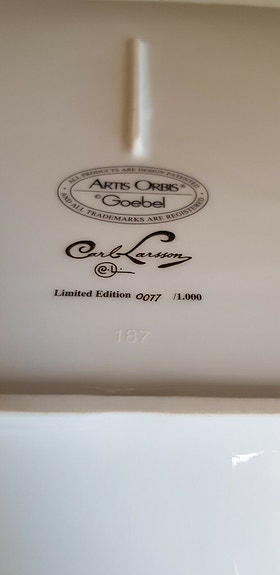 • ALL PRODUCTS ARE DESIGN PATENTED •
ARTIS ORBIS®
© Goebel
AND ALL TRADEMARKS ARE REGISTERED
Carl Larsson
C.L.
Limited Edition 0077 /1.000
187